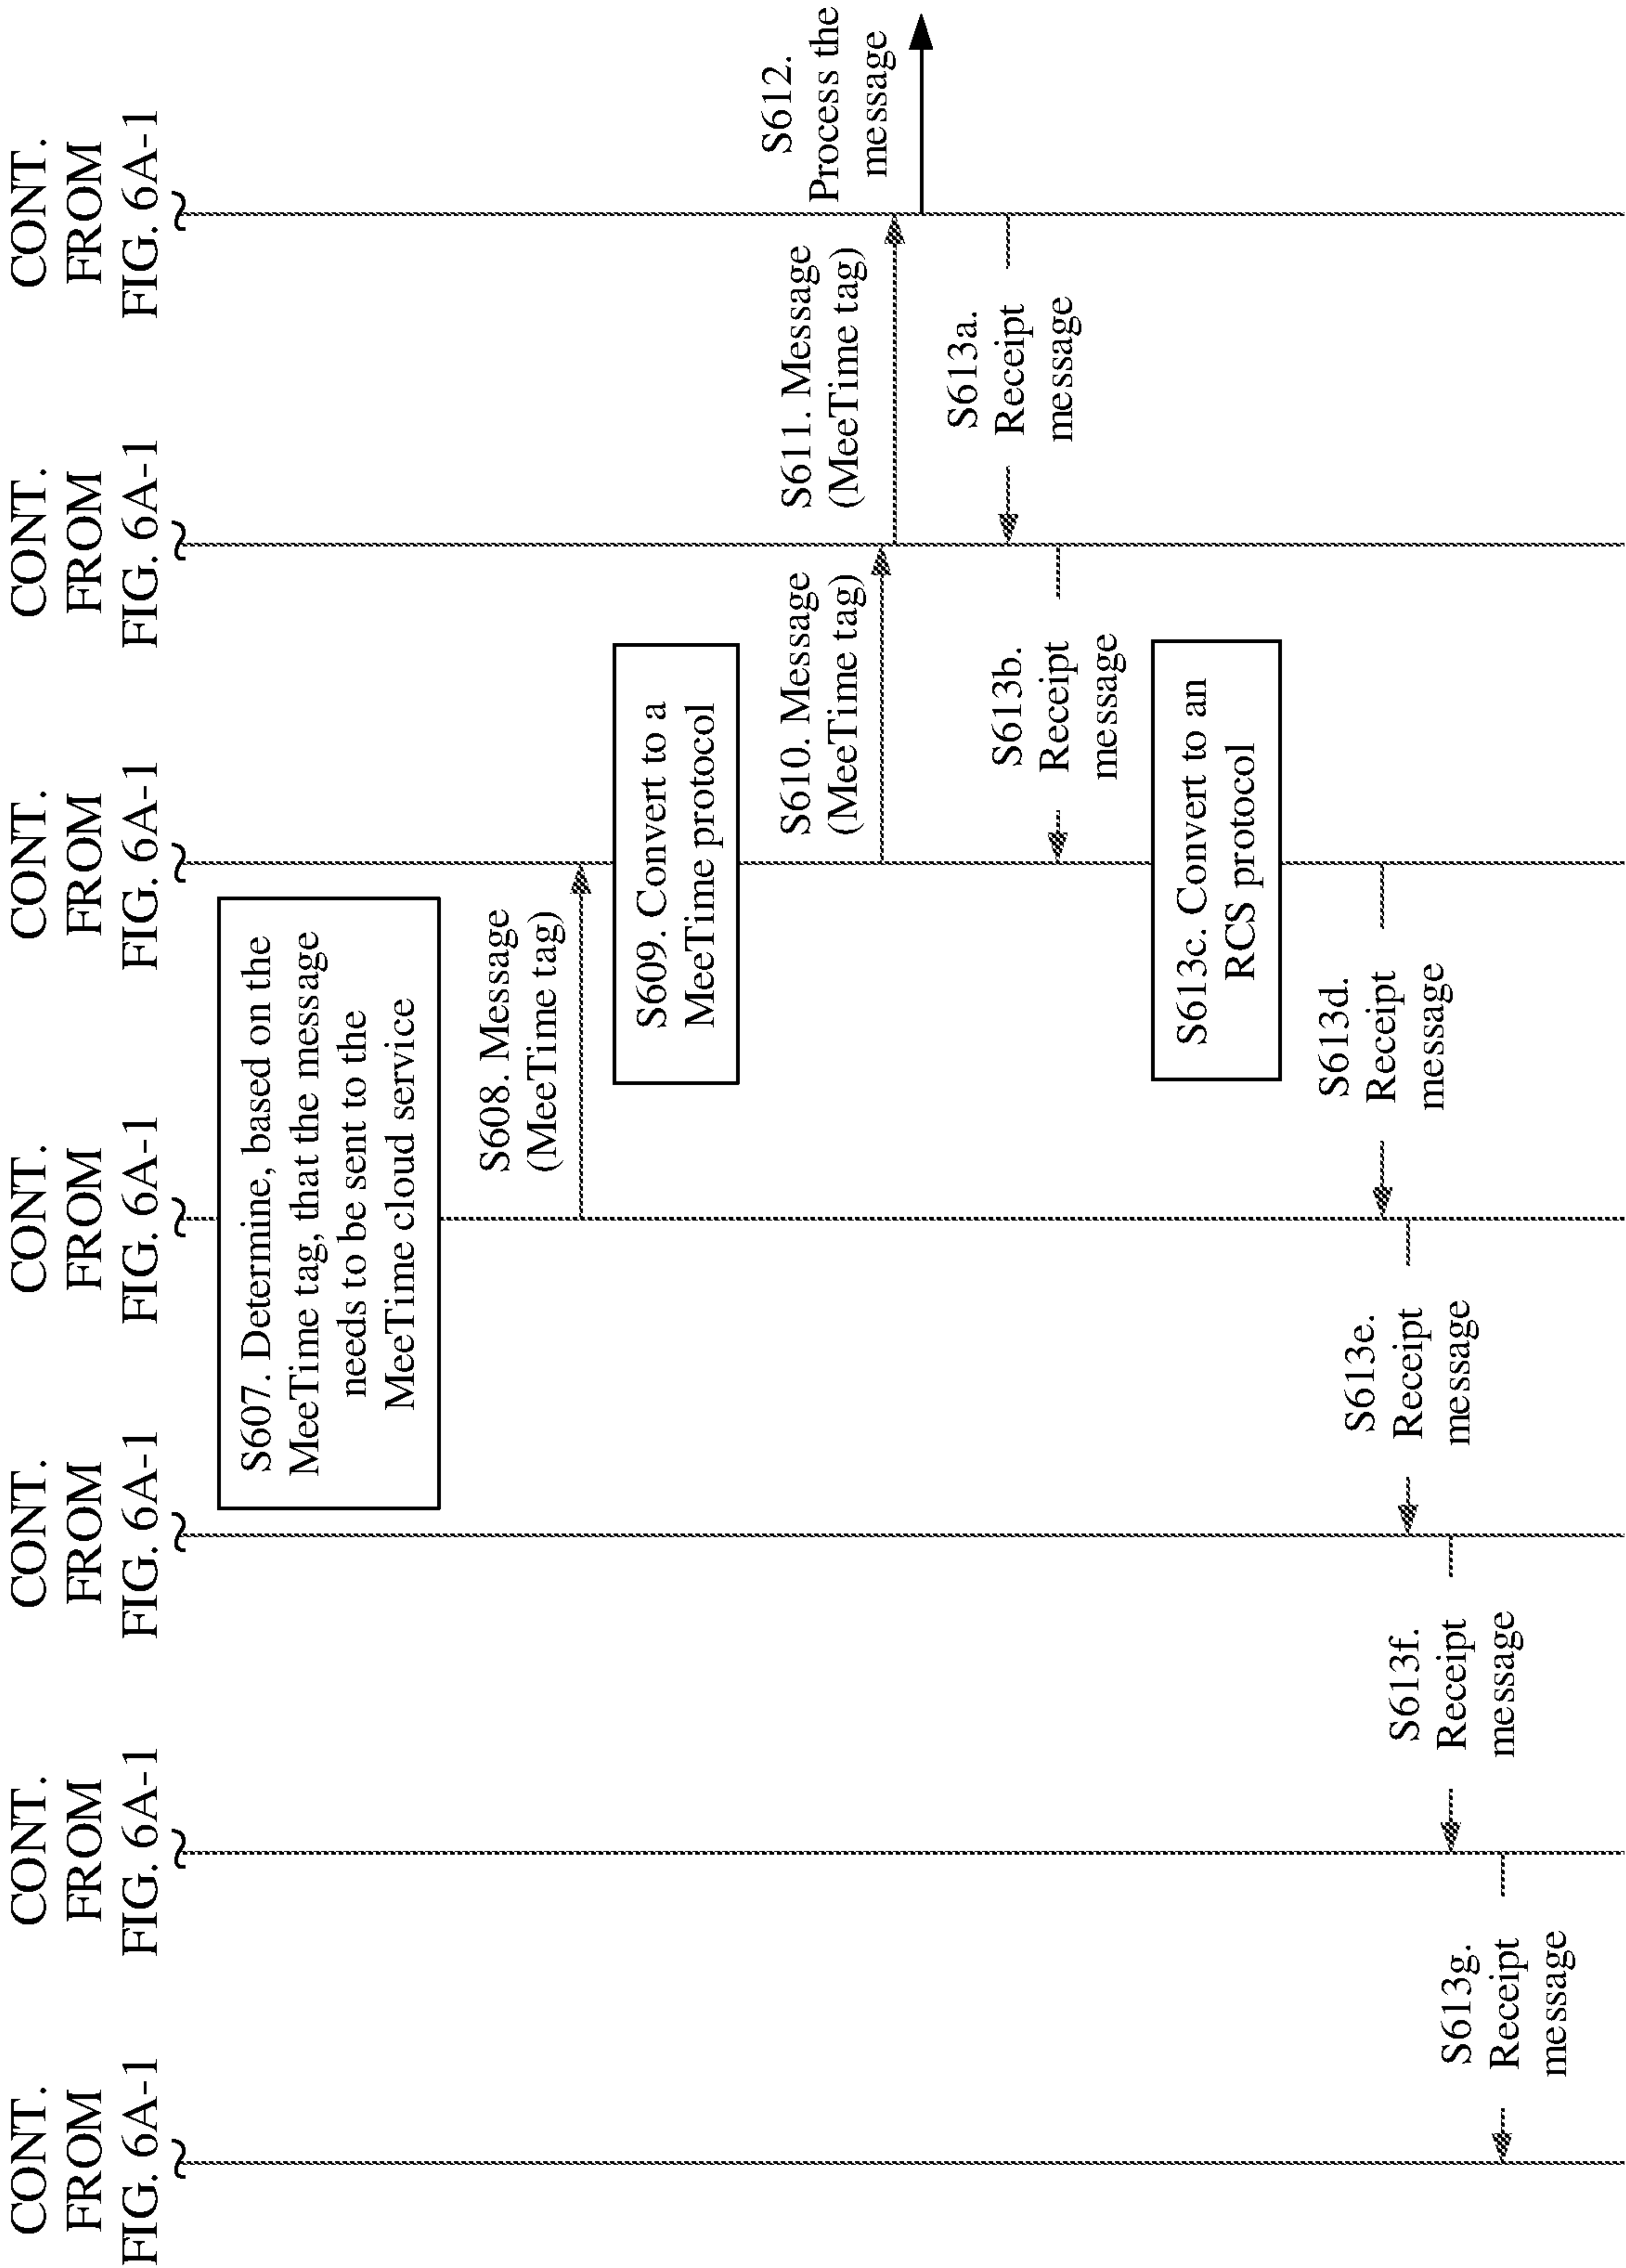 CONT.
FROM
FIG. 6A-1
CONT.
FROM
FIG. 6A-1
CONT.
FROM
FIG. 6A-1
CONT.
FROM
FIG. 6A-1
CONT.
FROM
FIG. 6A-1
CONT.
FROM
FIG. 6A-1
CONT.
FROM
FIG. 6A-1
S607. Determine, based on the
MeeTime tag, that the message
needs to be sent to the
MeeTime cloud service
S608. Message
(MeeTime tag)
S609. Convert to a
MeeTime protocol
S610. Message
(MeeTime tag)
S611. Message
(MeeTime tag)
S612.
Process the
message
S613a.
Receipt
message
S613b.
Receipt
message
S613c. Convert to an
RCS protocol
S613d.
Receipt
message
S613e.
Receipt
message
S613f.
Receipt
message
S613g.
Receipt
message